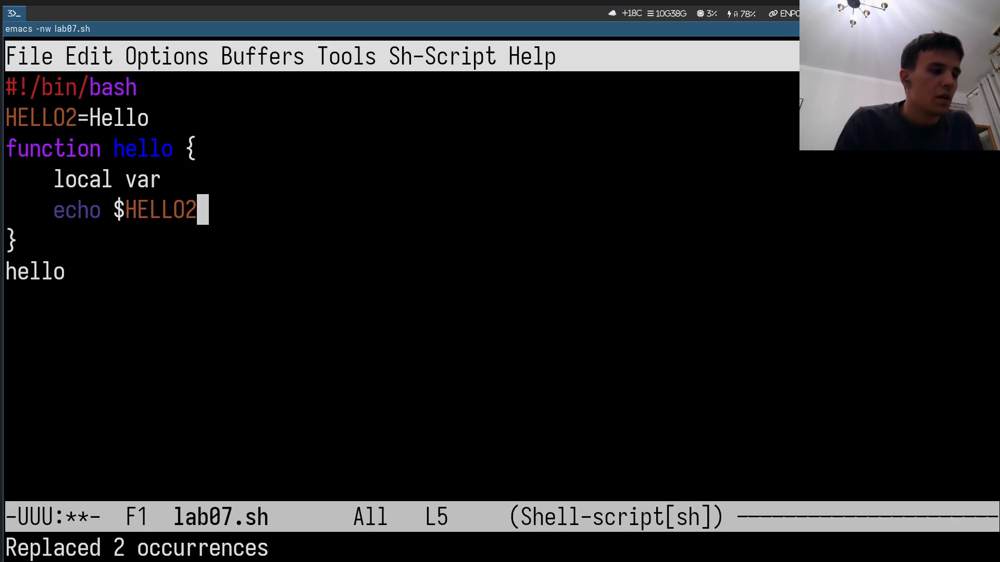 3>_
+18C 10G38G 3% й 78% ENP0
emacs -nw lab07.sh
File Edit Options Buffers Tools Sh-Script Help
#!/bin/bash
HELLO2=Hello
function hello {
local var
echo $HELLO2
}
hello
-UUU:**- F1 lab07.sh All L5 (Shell-script[sh])
Replaced 2 occurrences